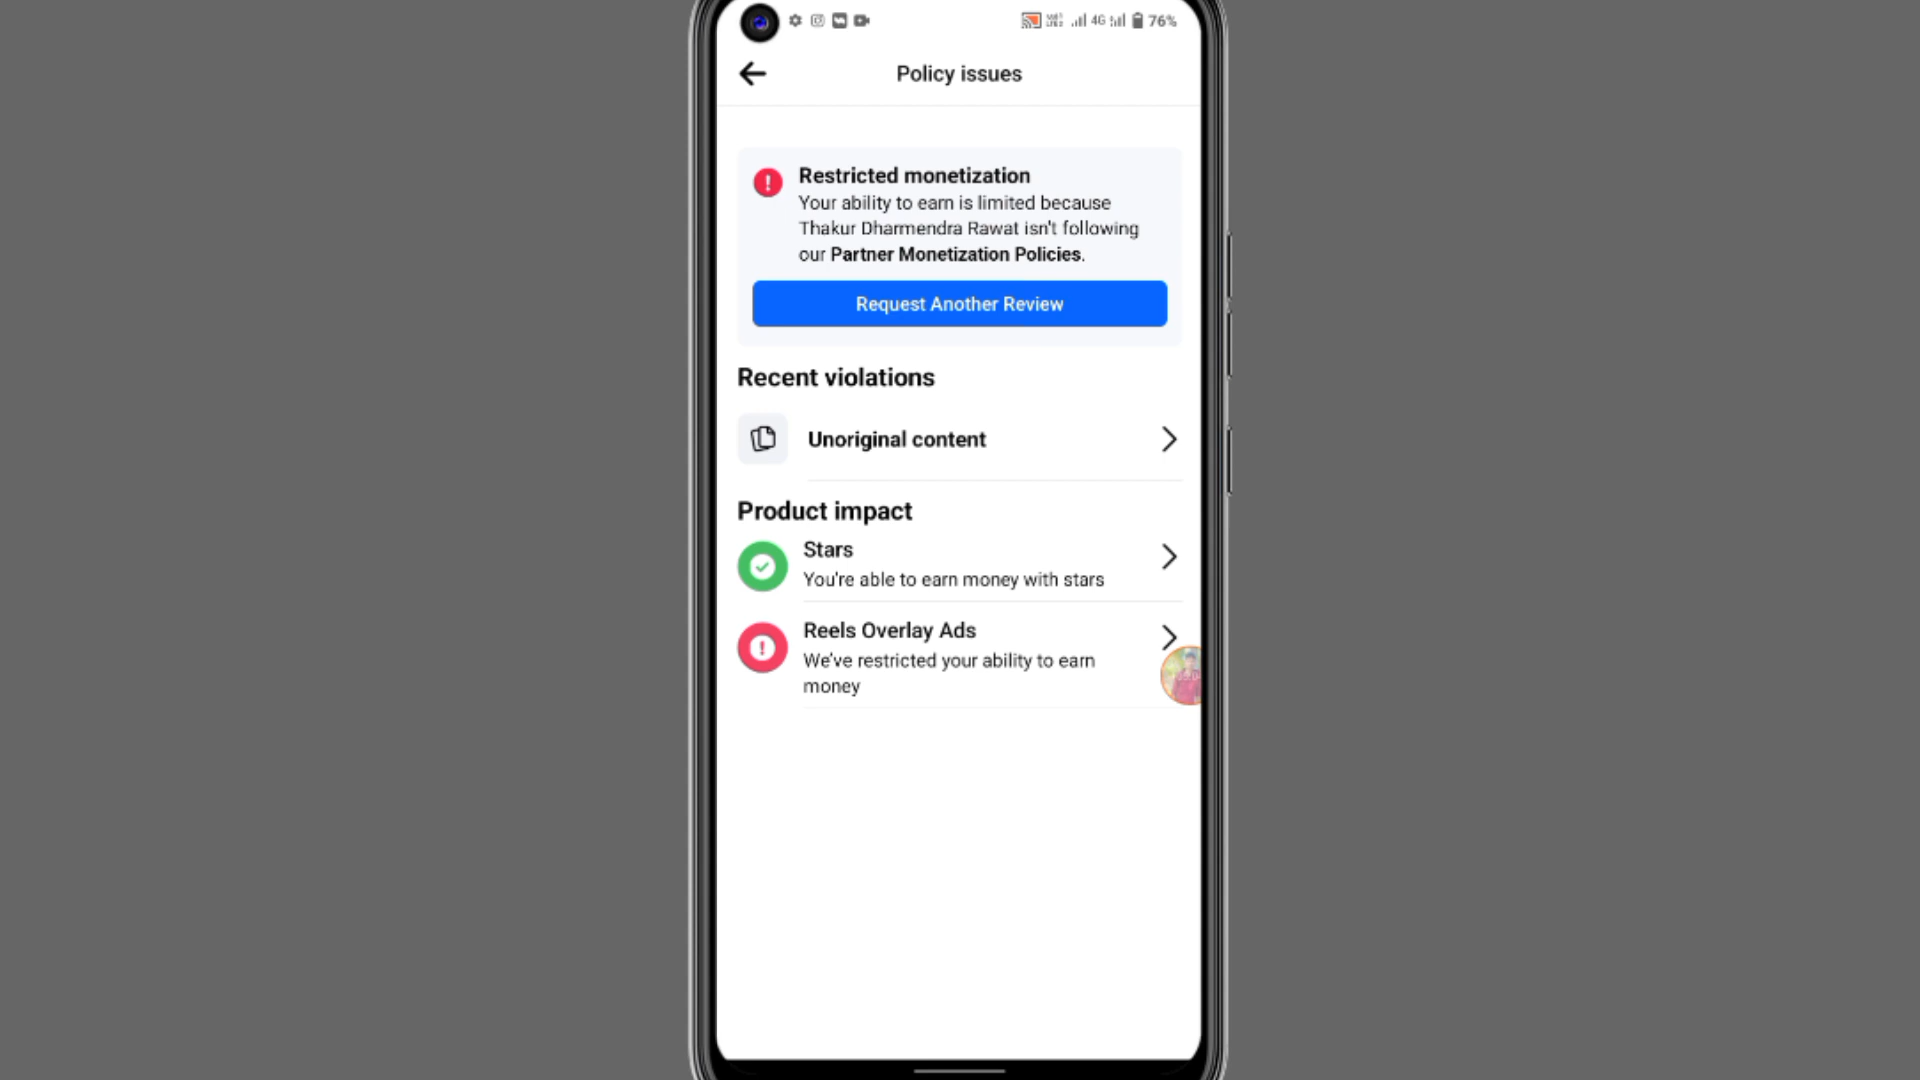 4G 76%
Policy issues
Restricted monetization
Your ability to earn is limited because
Thakur Dharmendra Rawat isn't following
our Partner Monetization Policies.
Request Another Review
Recent violations
Unoriginal content
Product impact
Stars
You're able to earn money with stars
Reels Overlay Ads
We've restricted your ability to earn
money